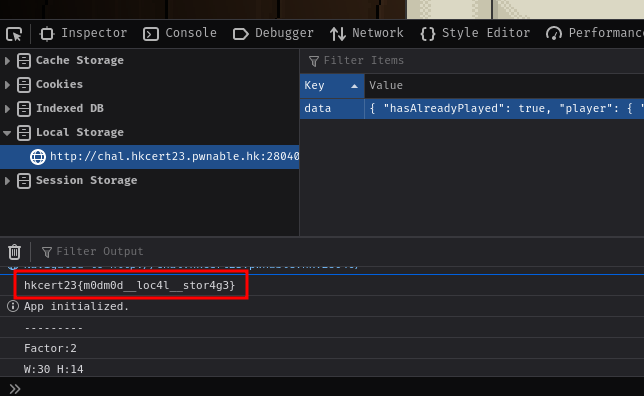 Inspector Console Debugger Network Style Editor Performanc
Cache Storage
Cookies
Indexed DB
Local Storage
http://chal.hkcert23.pwnable.hk:28040
Session Storage
Filter Items
Key Value
data { "hasAlreadyPlayed": true, "player": { "
Filter Output
hkcert23{m0dm0d__loc4l__stor4g3}
App initialized.
---------
Factor:2
W:30 H:14